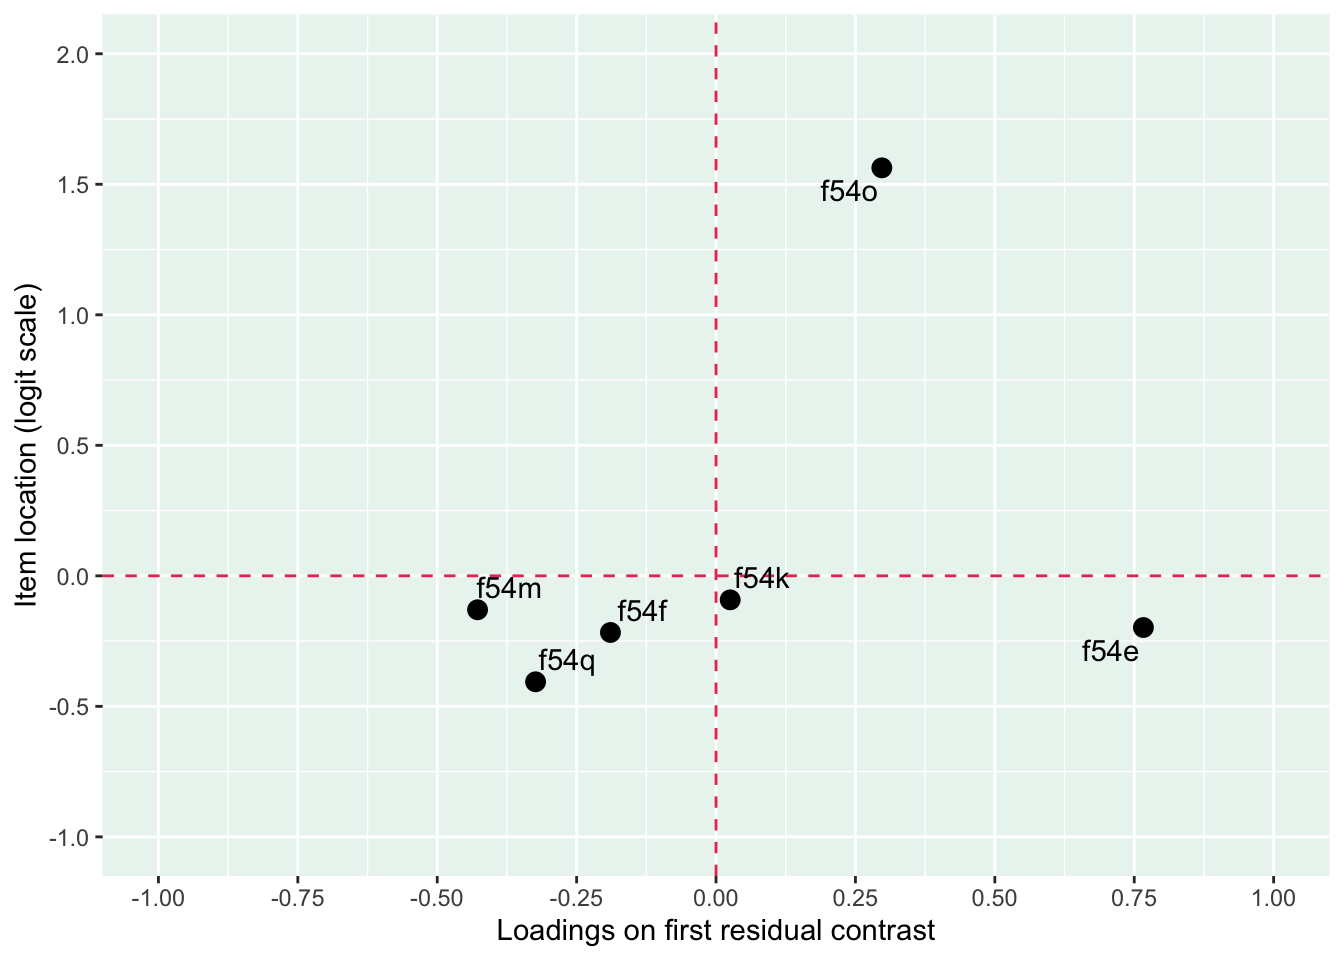 2.0
1.5
1.0
0.5
0.0
-0.5
-1.0
Item location (logit scale)
f54o
f54k
f54m
f54f
f54e
f54q
-1.00 -0.75 -0.50 -0.25 0.00 0.25 0.50 0.75 1.00
Loadings on first residual contrast